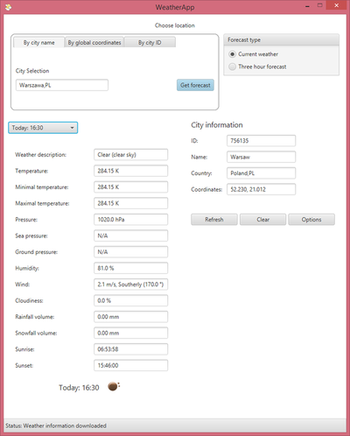 WeatherApp
Choose location
By city name By global coordinates By city ID
City Selection
Warszawa,PL Get forecast
Forecast type
Current weather
Three hour forecast
Today: 16:30
Weather description: Clear (clear sky)
Temperature: 284.15 K
Minimal temperature: 284.15 K
Maximal temperature: 284.15 K
Pressure: 1020.0 hPa
Sea pressure: N/A
Ground pressure: N/A
Humidity: 81.0 %
Wind: 2.1 m/s, Southerly (170.0 °)
Cloudiness: 0.0 %
Rainfall volume: 0.00 mm
Snowfall volume: 0.00 mm
Sunrise: 06:53:58
Sunset: 15:46:00
Today: 16:30
City information
ID: 756135
Name: Warsaw
Country: Poland,PL
Coordinates: 52.230, 21.012
Refresh Clear Options
Status: Weather information downloaded